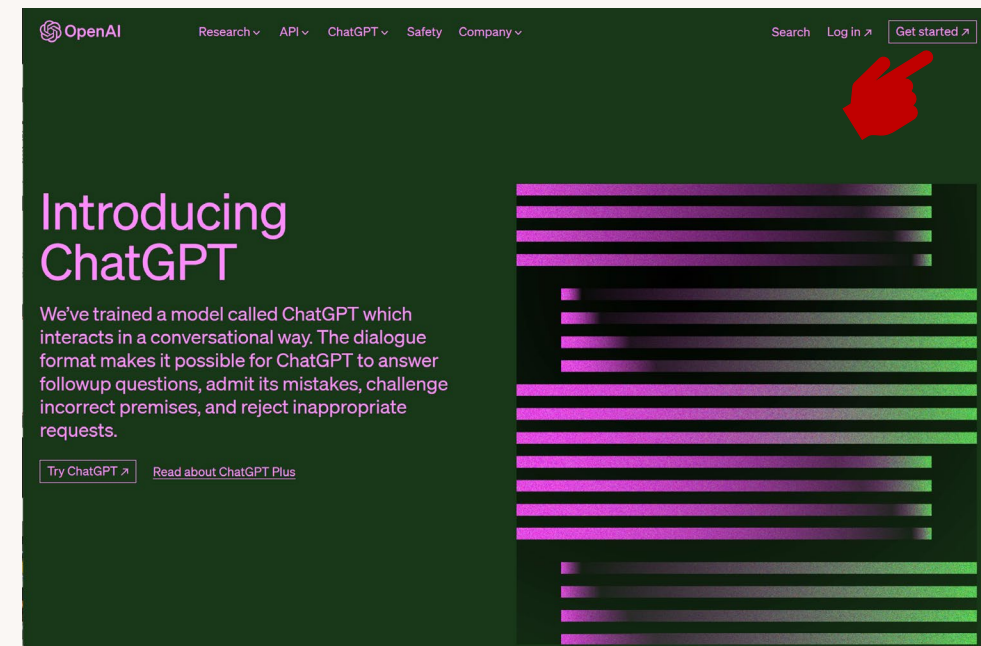 OpenAI Research API ChatGPT Safety Company Search Log in ↗ Get started ↗
Introducing
ChatGPT
We’ve trained a model called ChatGPT which
interacts in a conversational way. The dialogue
format makes it possible for ChatGPT to answer
followup questions, admit its mistakes, challenge
incorrect premises, and reject inappropriate
requests.
Try ChatGPT ↗ Read about ChatGPT Plus